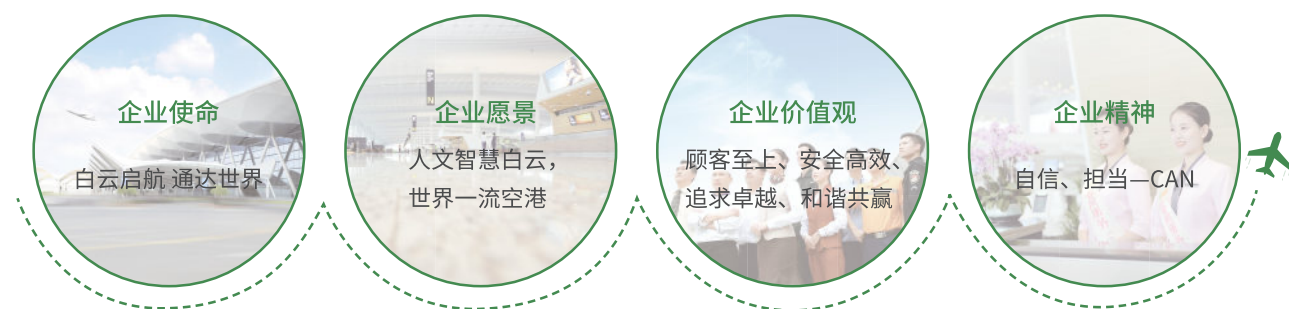 企业使命
白云启航 通达世界
企业愿景
人文智慧白云，
世界一流空港
企业价值观
顾客至上、安全高效、
追求卓越、和谐共赢
企业精神
自信、担当—CAN